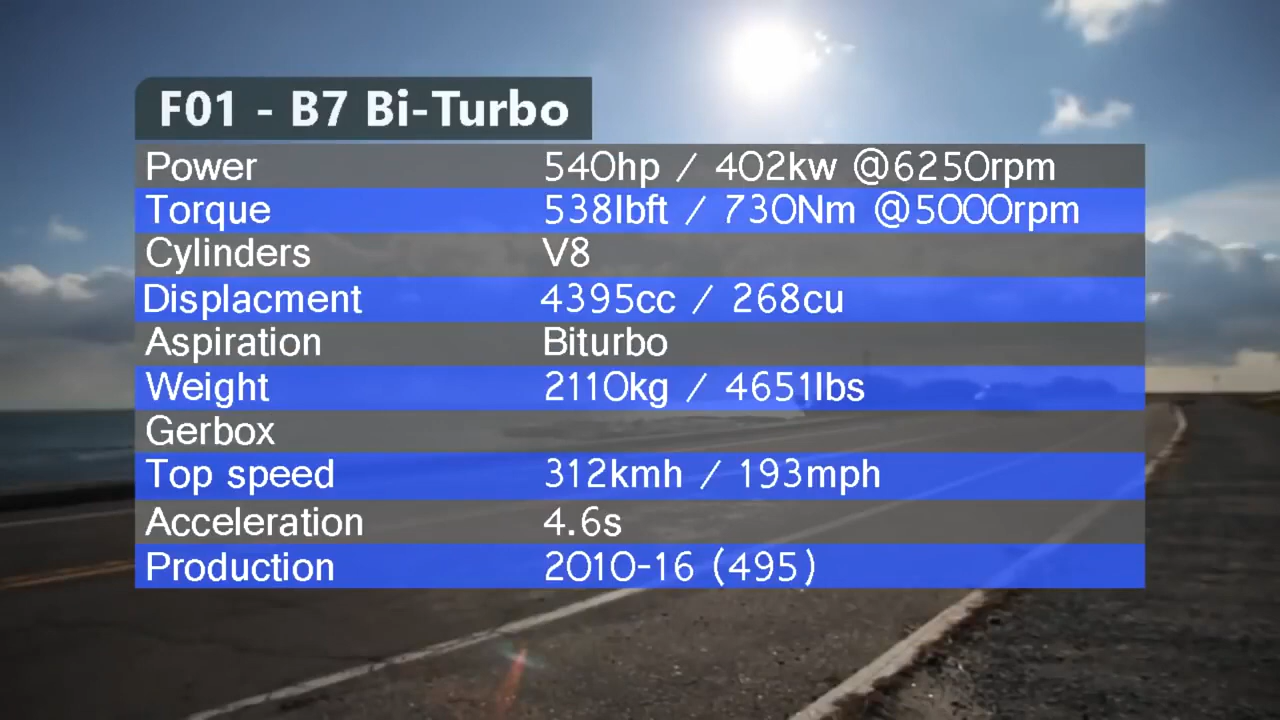 F01 - B7 Bi-Turbo
Power 540hp / 402kw @6250rpm
Torque 538lbft / 730Nm @5000rpm
Cylinders V8
Displacment 4395cc / 268cu
Aspiration Biturbo
Weight 2110kg / 4651lbs
Gerbox
Top speed 312kmh / 193mph
Acceleration 4.6s
Production 2010-16 (495)